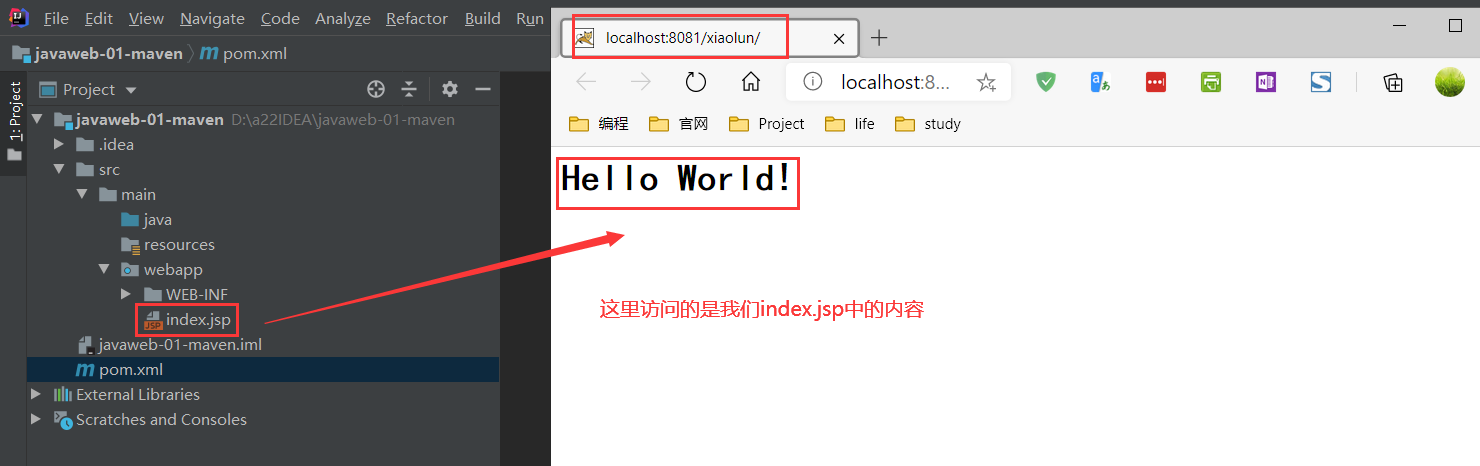 File Edit View Navigate Code Analyze Refactor Build Run
javaweb-01-maven pom.xml
1: Project
Project
javaweb-01-maven D:\a22IDEA\javaweb-01-maven
.idea
src
main
java
resources
webapp
WEB-INF
index.jsp
javaweb-01-maven.iml
pom.xml
External Libraries
Scratches and Consoles
localhost:8081/xiaolun/
localhost:8...
编程 官网 Project life study
Hello World!
这里访问的是我们index.jsp中的内容